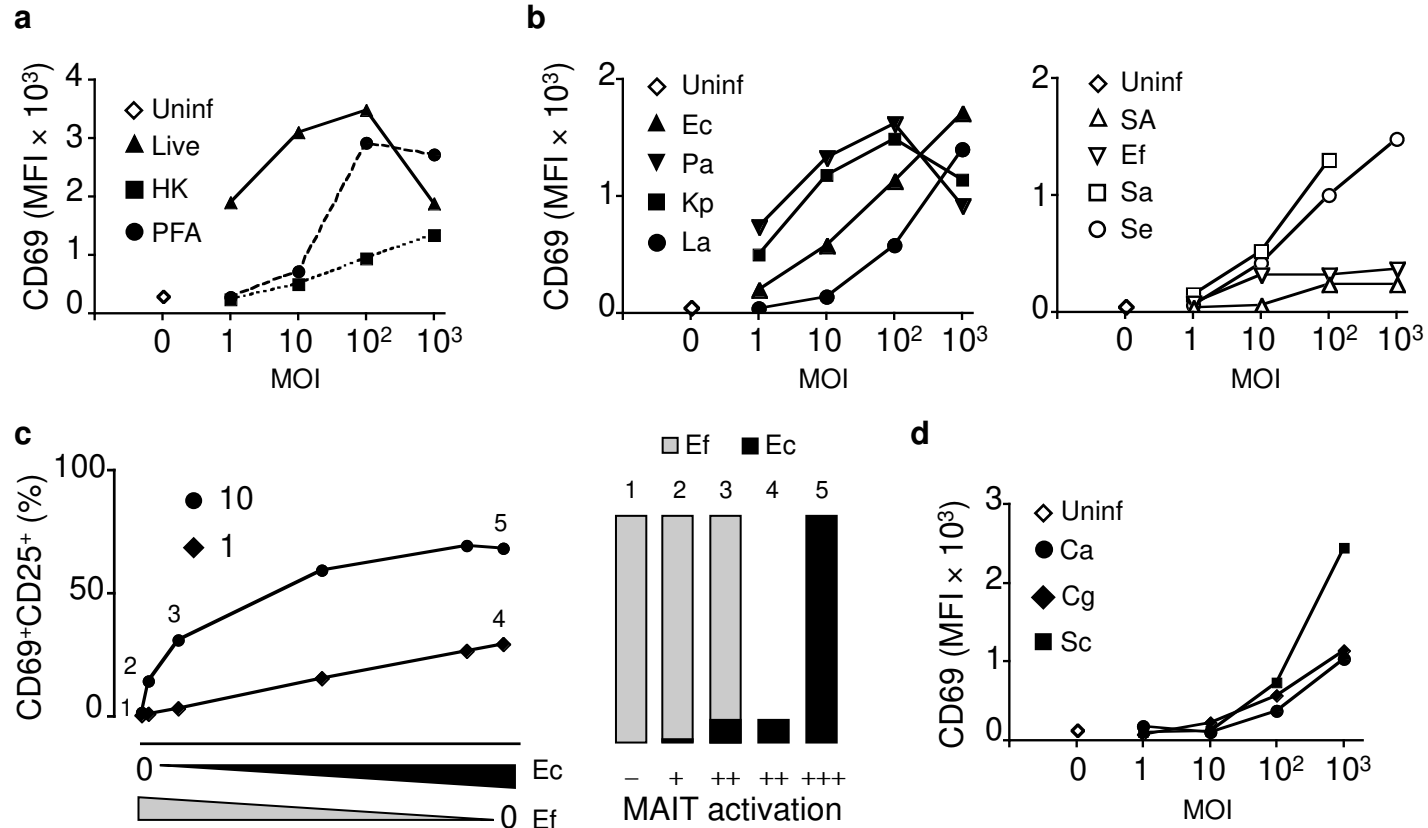 a
CD69 (MFI × 10³)
4
3
2
1
0
Uninf
Live
HK
PFA
0 1 10 10² 10³
MOI
b
CD69 (MFI × 10³)
2
1
0
Uninf
Ec
Pa
Kp
La
0 1 10 10² 10³
MOI
2
1
0
Uninf
SA
Ef
Sa
Se
0 1 10 10² 10³
MOI
c
CD69⁺CD25⁺ (%)
100
50
0
10
1
1
2
3
5
4
0 Ec
0 Ef
Ef Ec
1 2 3 4 5
– + ++ ++ +++
MAIT activation
d
CD69 (MFI × 10³)
3
2
1
0
Uninf
Ca
Cg
Sc
0 1 10 10² 10³
MOI